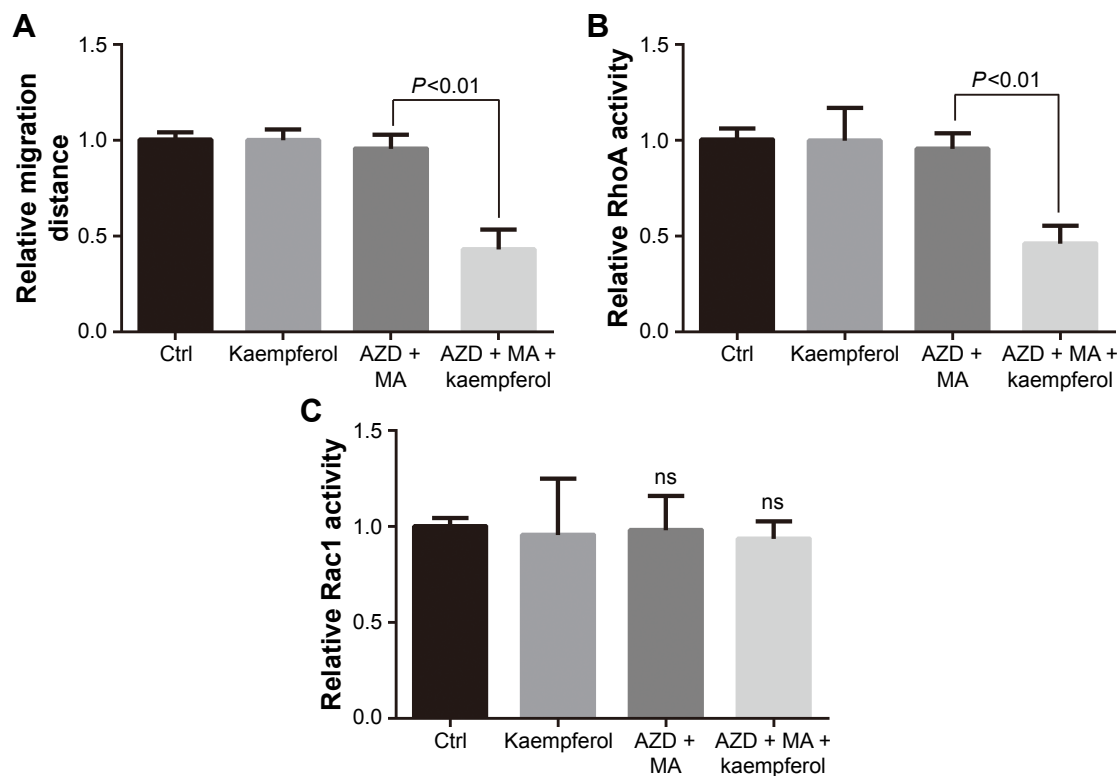 A
Relative migration
distance
1.5
1.0
0.5
0.0
P<0.01
Ctrl
Kaempferol
AZD +
MA
AZD + MA +
kaempferol
B
Relative RhoA activity
1.5
1.0
0.5
0.0
P<0.01
Ctrl
Kaempferol
AZD +
MA
AZD + MA +
kaempferol
C
Relative Rac1 activity
1.5
1.0
0.5
0.0
ns
ns
Ctrl
Kaempferol
AZD +
MA
AZD + MA +
kaempferol